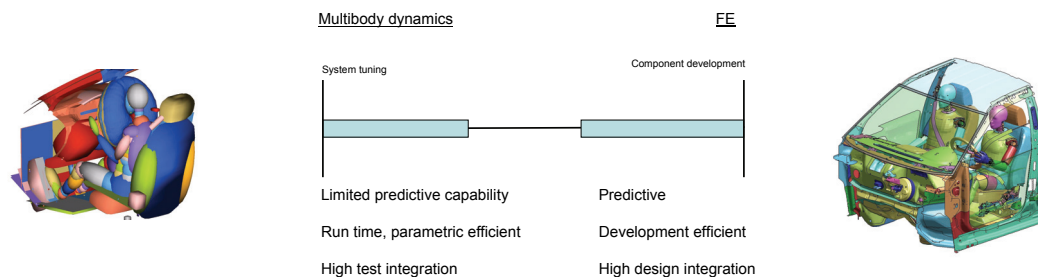 Multibody dynamics
FE
System tuning
Component development
Limited predictive capability
Predictive
Run time, parametric efficient
Development efficient
High test integration
High design integration